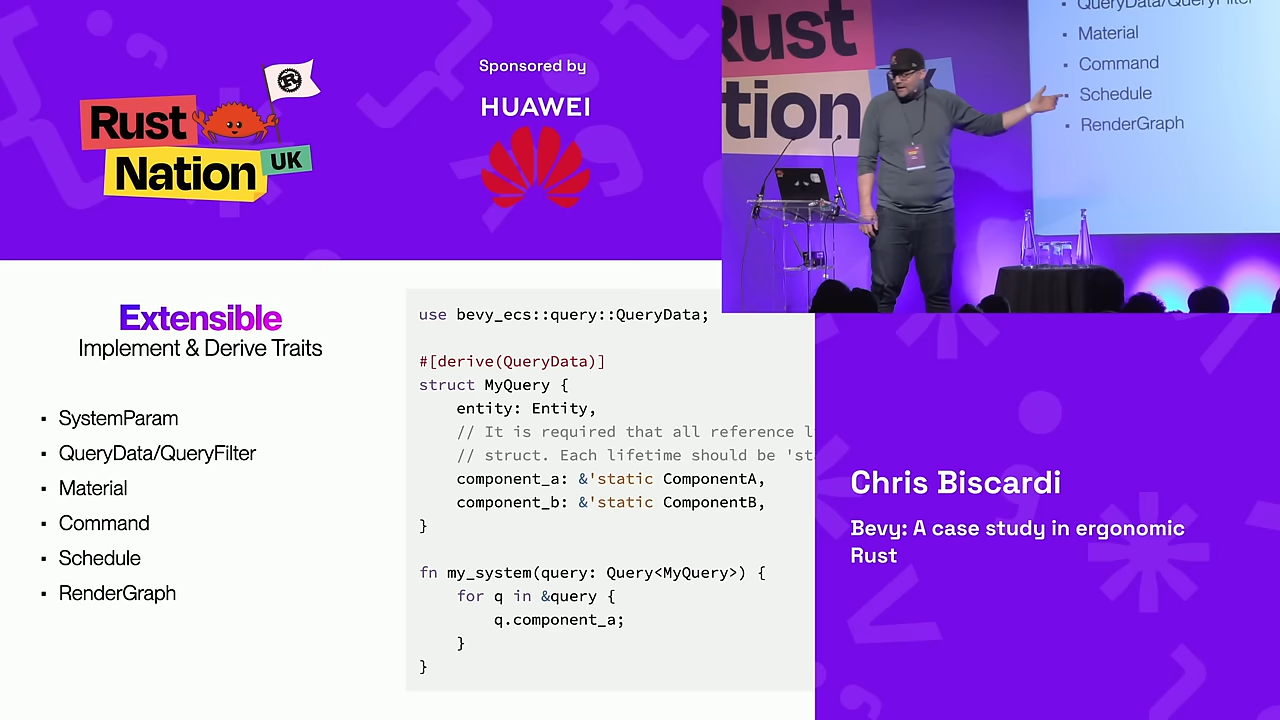 Rust
Nation
UK
Sponsored by
HUAWEI
Rust
tion
QueryData/QueryFilter
Material
Command
Schedule
RenderGraph
Extensible
Implement & Derive Traits
▪ SystemParam
▪ QueryData/QueryFilter
▪ Material
▪ Command
▪ Schedule
▪ RenderGraph
use bevy_ecs::query::QueryData;
#[derive(QueryData)]
struct MyQuery {
    entity: Entity,
    // It is required that all reference l
    // struct. Each lifetime should be 'st
    component_a: &'static ComponentA,
    component_b: &'static ComponentB,
}
fn my_system(query: Query<MyQuery>) {
    for q in &query {
        q.component_a;
    }
}
Chris Biscardi
Bevy: A case study in ergonomic
Rust